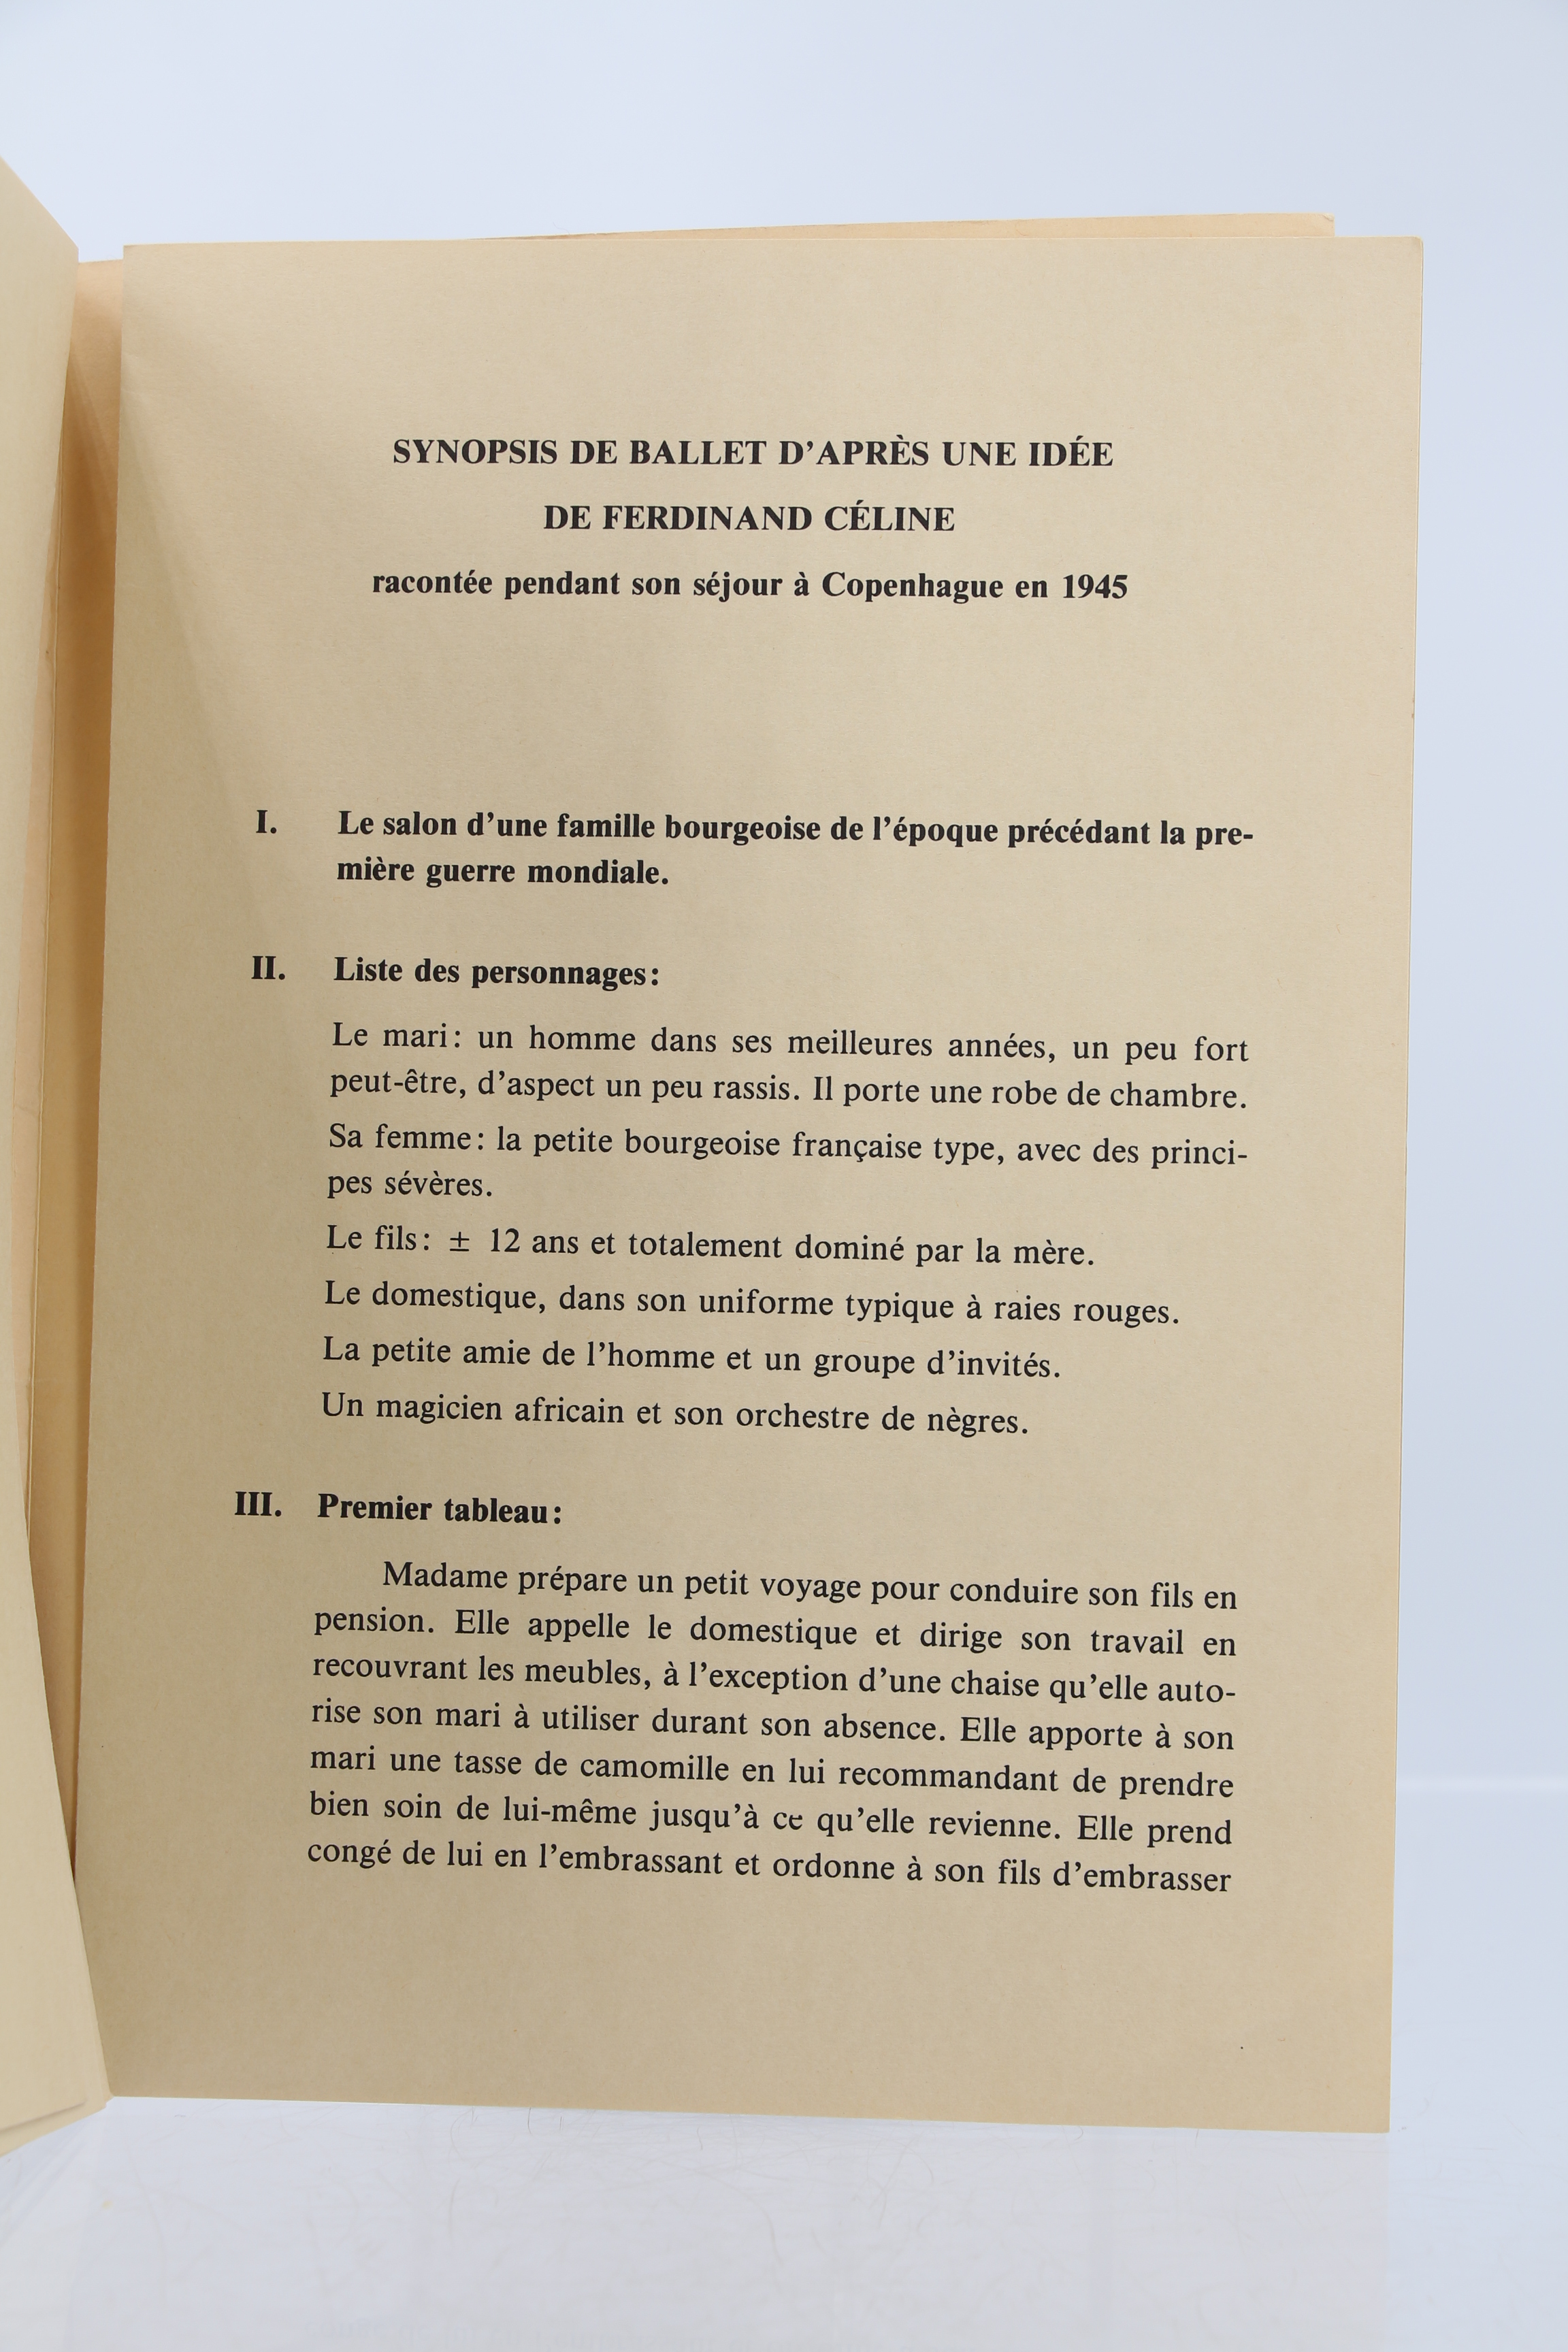 SYNOPSIS DE BALLET D'APRÈS UNE IDÉE
DE FERDINAND CÉLINE
racontée pendant son séjour à Copenhague en 1945
I. Le salon d'une famille bourgeoise de l'époque précédant la pre-
mière guerre mondiale.
II. Liste des personnages:
Le mari: un homme dans ses meilleures années, un peu fort
peut-être, d'aspect un peu rassis. Il porte une robe de chambre.
Sa femme: la petite bourgeoise française type, avec des princi-
pes sévères.
Le fils: ± 12 ans et totalement dominé par la mère.
Le domestique, dans son uniforme typique à raies rouges.
La petite amie de l'homme et un groupe d'invités.
Un magicien africain et son orchestre de nègres.
III. Premier tableau:
Madame prépare un petit voyage pour conduire son fils en
pension. Elle appelle le domestique et dirige son travail en
recouvrant les meubles, à l'exception d'une chaise qu'elle auto-
rise son mari à utiliser durant son absence. Elle apporte à son
mari une tasse de camomille en lui recommandant de prendre
bien soin de lui-même jusqu'à ce qu'elle revienne. Elle prend
congé de lui en l'embrassant et ordonne à son fils d'embrasser